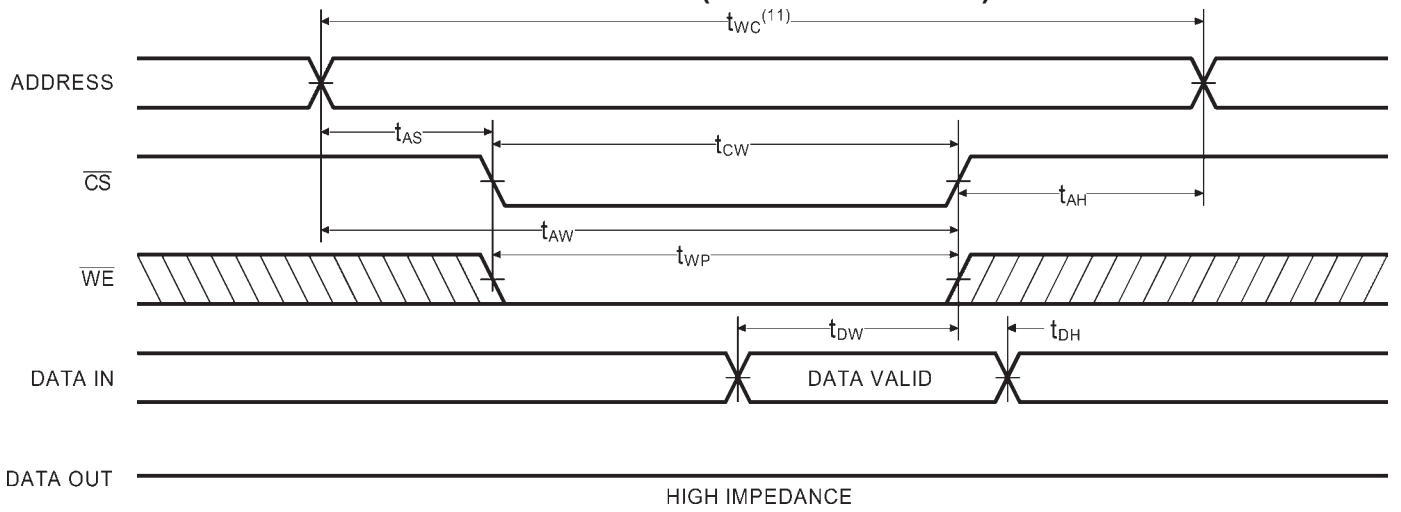 tWC(11)
ADDRESS
tAS
tCW
CS
tAH
tAW
WE
tWP
tDW
tDH
DATA IN
DATA VALID
DATA OUT
HIGH IMPEDANCE